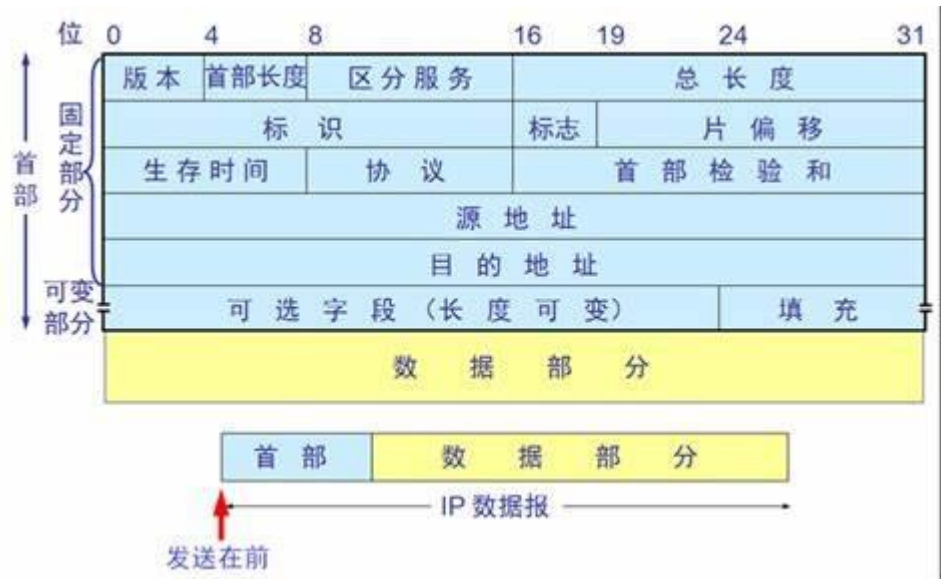 位 0 4 8 16 19 24 31
版本 首部长度 区分服务 总长度
标识 标志 片偏移
生存时间 协议 首部检验和
源地址
目的地址
可选字段（长度可变） 填充
首部
固定部分
可变部分
数据部分
首部 数据部分
IP 数据报
发送在前